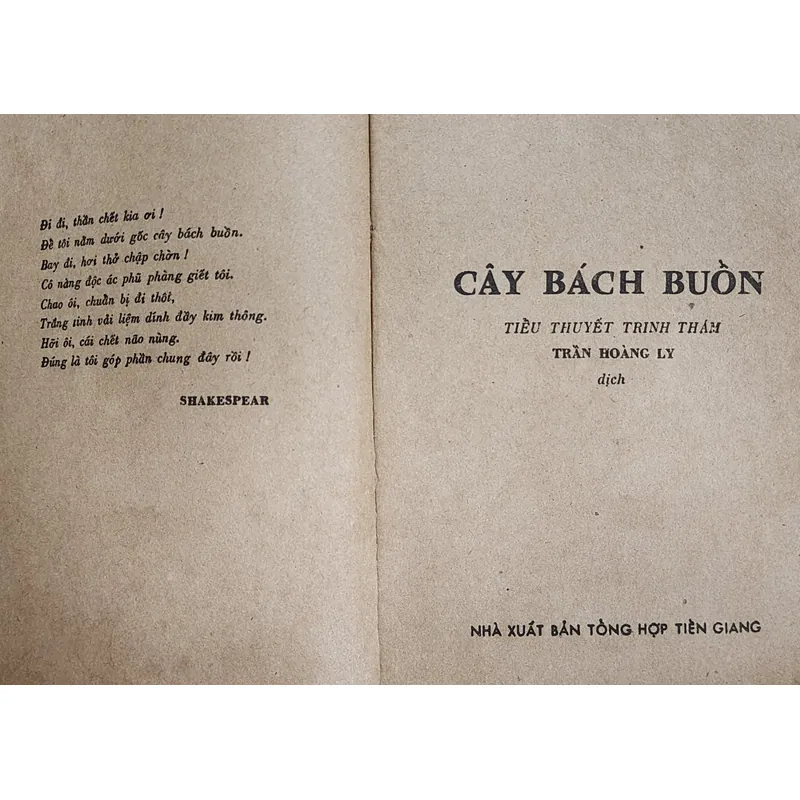 Đi đi, thần chết kia ơi !
Để tôi nằm dưới gốc cây bách buồn.
Bay đi, hơi thở chập chờn !
Cô nàng độc ác phũ phàng giết tôi.
Chao ôi, chuẩn bị đi thôi,
Trắng tinh vải liệm dính đầy kim thông.
Hỡi ôi, cái chết não nùng.
Đúng là tôi góp phần chung đây rồi !
SHAKESPEAR
CÂY BÁCH BUỒN
TIỂU THUYẾT TRINH THÁM
TRẦN HOÀNG LY
dịch
NHÀ XUẤT BẢN TỔNG HỢP TIỀN GIANG